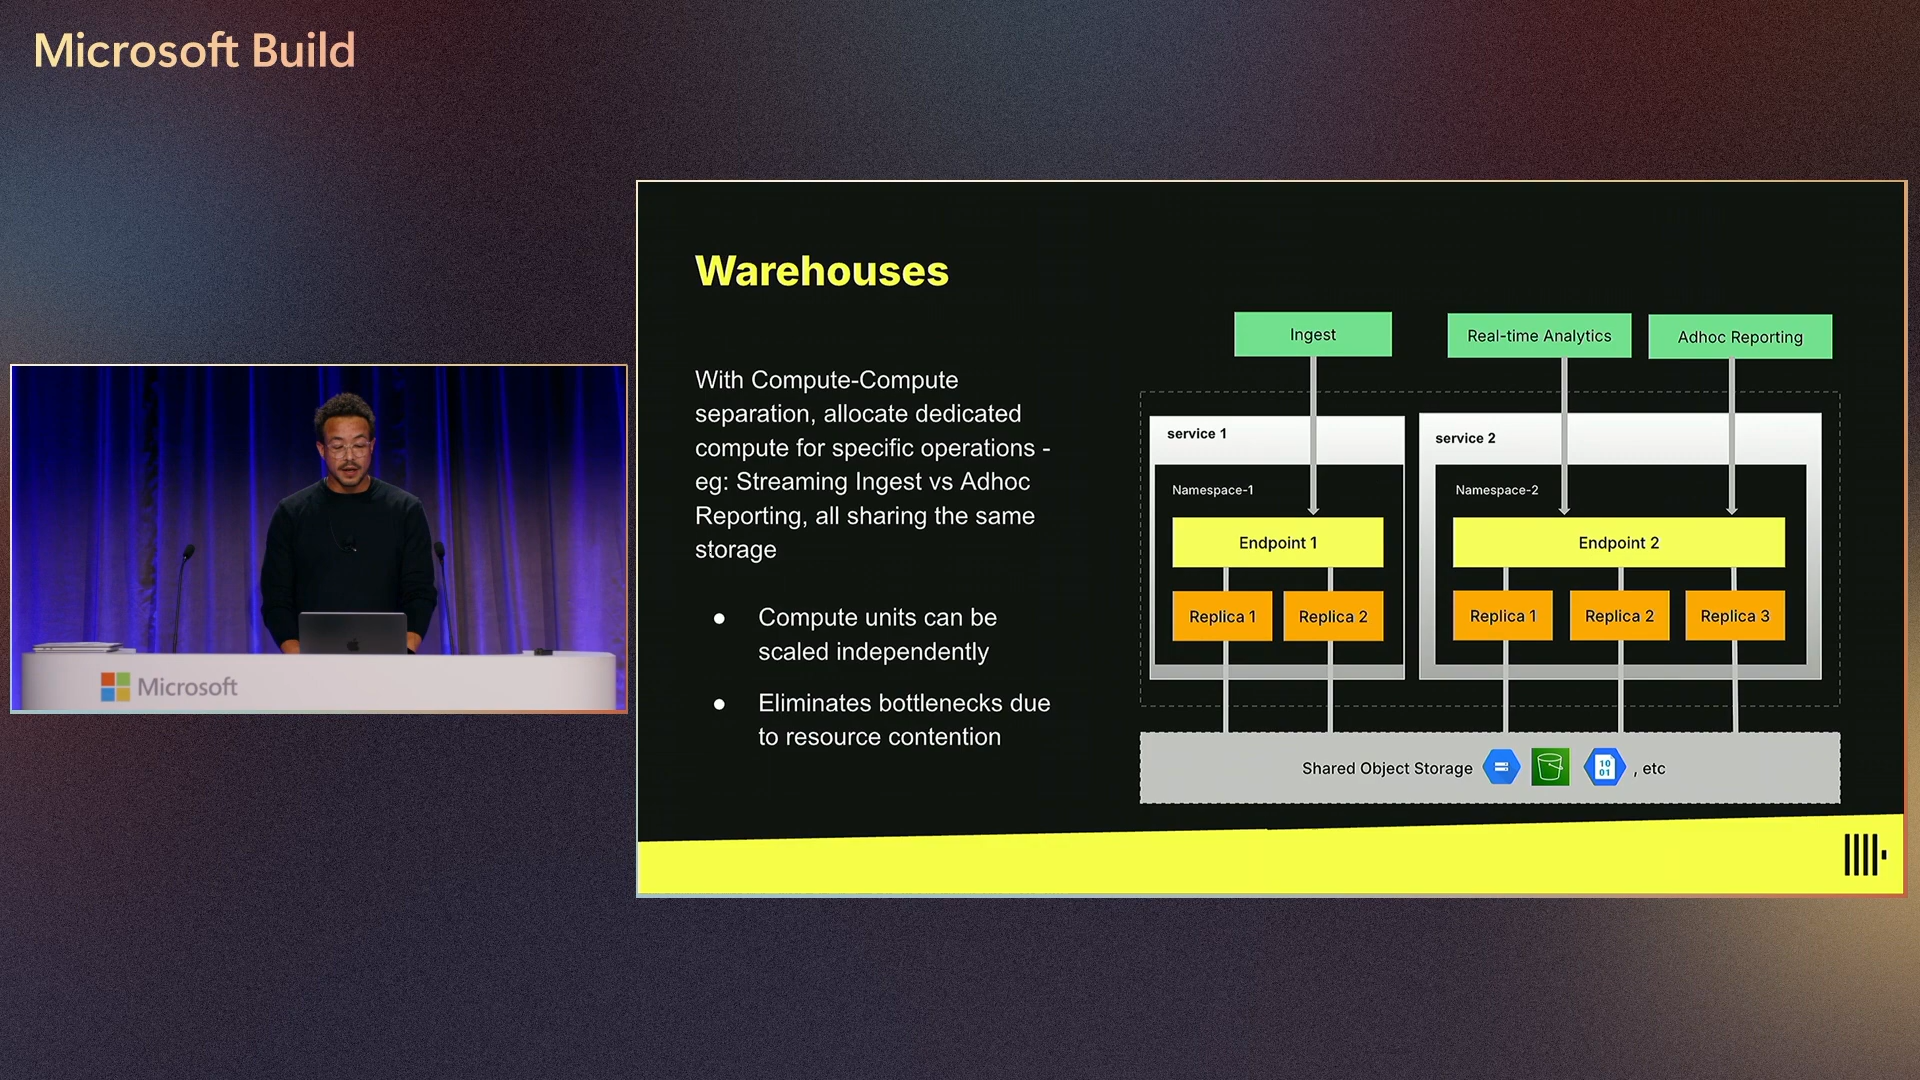 Microsoft Build
Microsoft
Warehouses
With Compute-Compute
separation, allocate dedicated
compute for specific operations -
eg: Streaming Ingest vs Adhoc
Reporting, all sharing the same
storage
● Compute units can be
scaled independently
● Eliminates bottlenecks due
to resource contention
Ingest
Real-time Analytics
Adhoc Reporting
service 1
Namespace-1
Endpoint 1
Replica 1
Replica 2
service 2
Namespace-2
Endpoint 2
Replica 1
Replica 2
Replica 3
Shared Object Storage
10
01
, etc